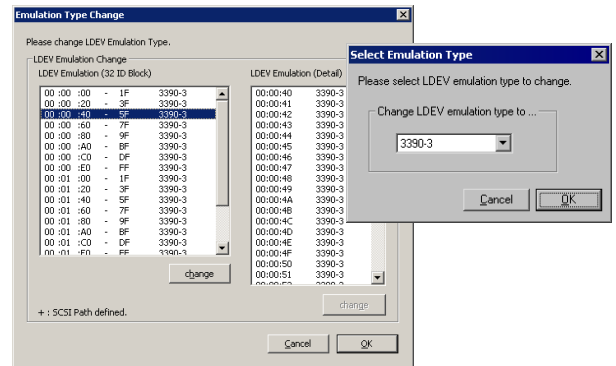 Emulation Type Change
Please change LDEV Emulation Type.
LDEV Emulation Change
LDEV Emulation (32 ID Block)
00 :00 :00 - 1F 3390-3
00 :00 :20 - 3F 3390-3
00 :00 :40 - 5F 3390-3
00 :00 :60 - 7F 3390-3
00 :00 :80 - 9F 3390-3
00 :00 :A0 - BF 3390-3
00 :00 :C0 - DF 3390-3
00 :00 :E0 - FF 3390-3
00 :01 :00 - 1F 3390-3
00 :01 :20 - 3F 3390-3
00 :01 :40 - 5F 3390-3
00 :01 :60 - 7F 3390-3
00 :01 :80 - 9F 3390-3
00 :01 :A0 - BF 3390-3
00 :01 :C0 - DF 3390-3
00 :01 :E0 - FF 3390-3
change
+ : SCSI Path defined.
LDEV Emulation (Detail)
00:00:40 3390-3
00:00:41 3390-3
00:00:42 3390-3
00:00:43 3390-3
00:00:44 3390-3
00:00:45 3390-3
00:00:46 3390-3
00:00:47 3390-3
00:00:48 3390-3
00:00:49 3390-3
00:00:4A 3390-3
00:00:4B 3390-3
00:00:4C 3390-3
00:00:4D 3390-3
00:00:4E 3390-3
00:00:4F 3390-3
00:00:50 3390-3
00:00:51 3390-3
00:00:52 3390-3
change
Cancel OK
Select Emulation Type
Please select LDEV emulation type to change.
Change LDEV emulation type to ...
3390-3
Cancel OK